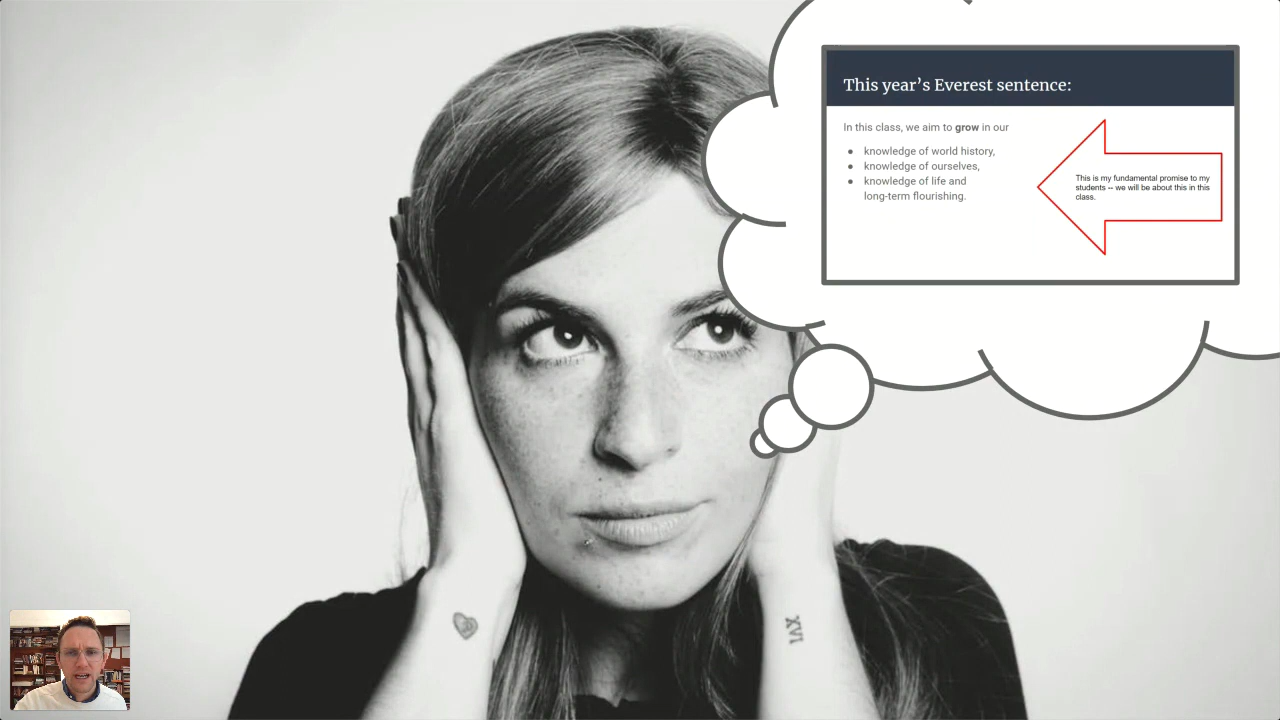 This year’s Everest sentence:
In this class, we aim to grow in our
● knowledge of world history,
● knowledge of ourselves,
● knowledge of life and
long-term flourishing.
This is my fundamental promise to my
students -- we will be about this in this
class.
XVI